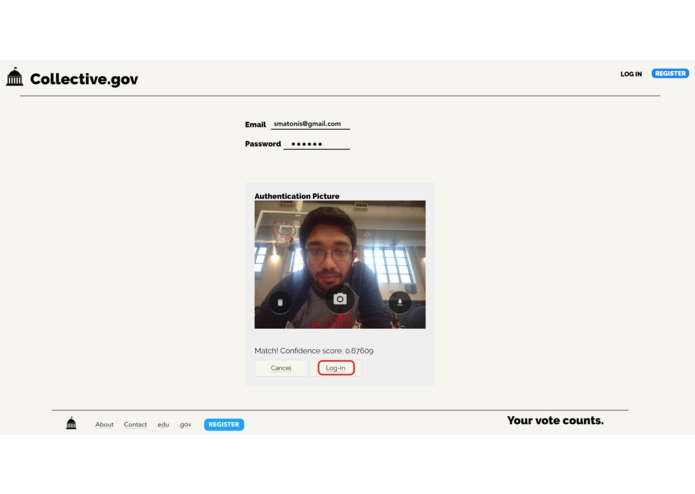 Collective.gov
LOG IN
REGISTER
Email smatonis@gmail.com
Password ••••••
Authentication Picture
Match! Confidence score: 0.67609
Cancel
Log-in
About
Contact
.edu
.gov
REGISTER
Your vote counts.